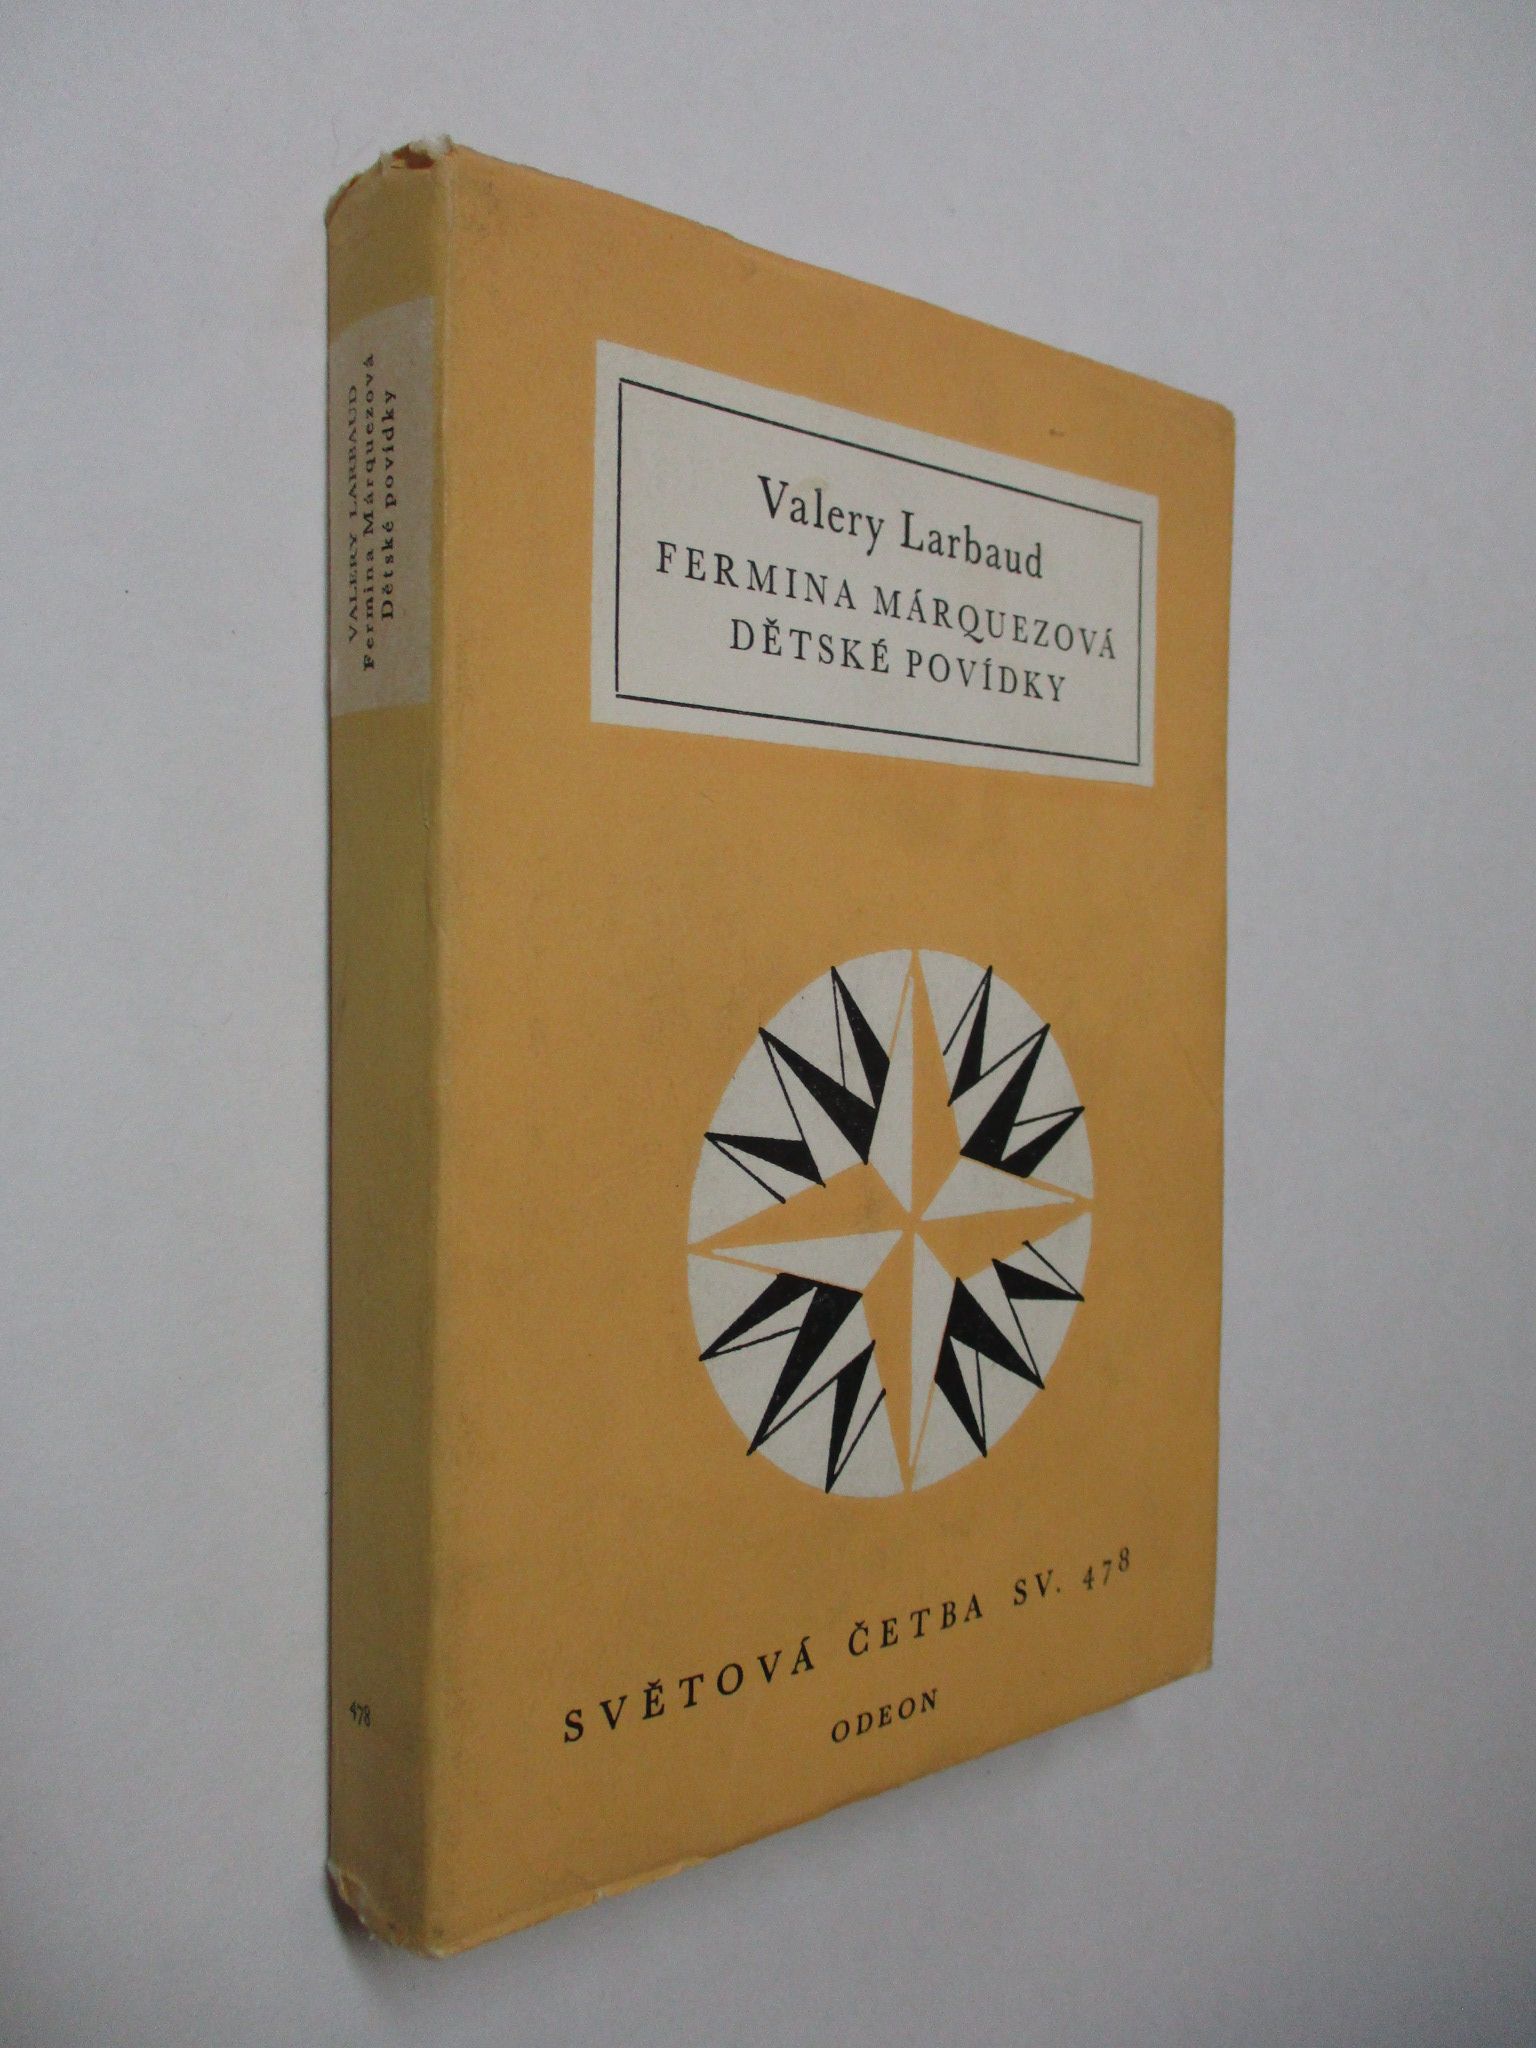 VALERY LARBAUD
Fermina Márquezová
Dětské povídky
478
Valery Larbaud
FERMINA MÁRQUEZOVÁ
DĚTSKÉ POVÍDKY
SVĚTOVÁ ČETBA SV. 478
ODEON